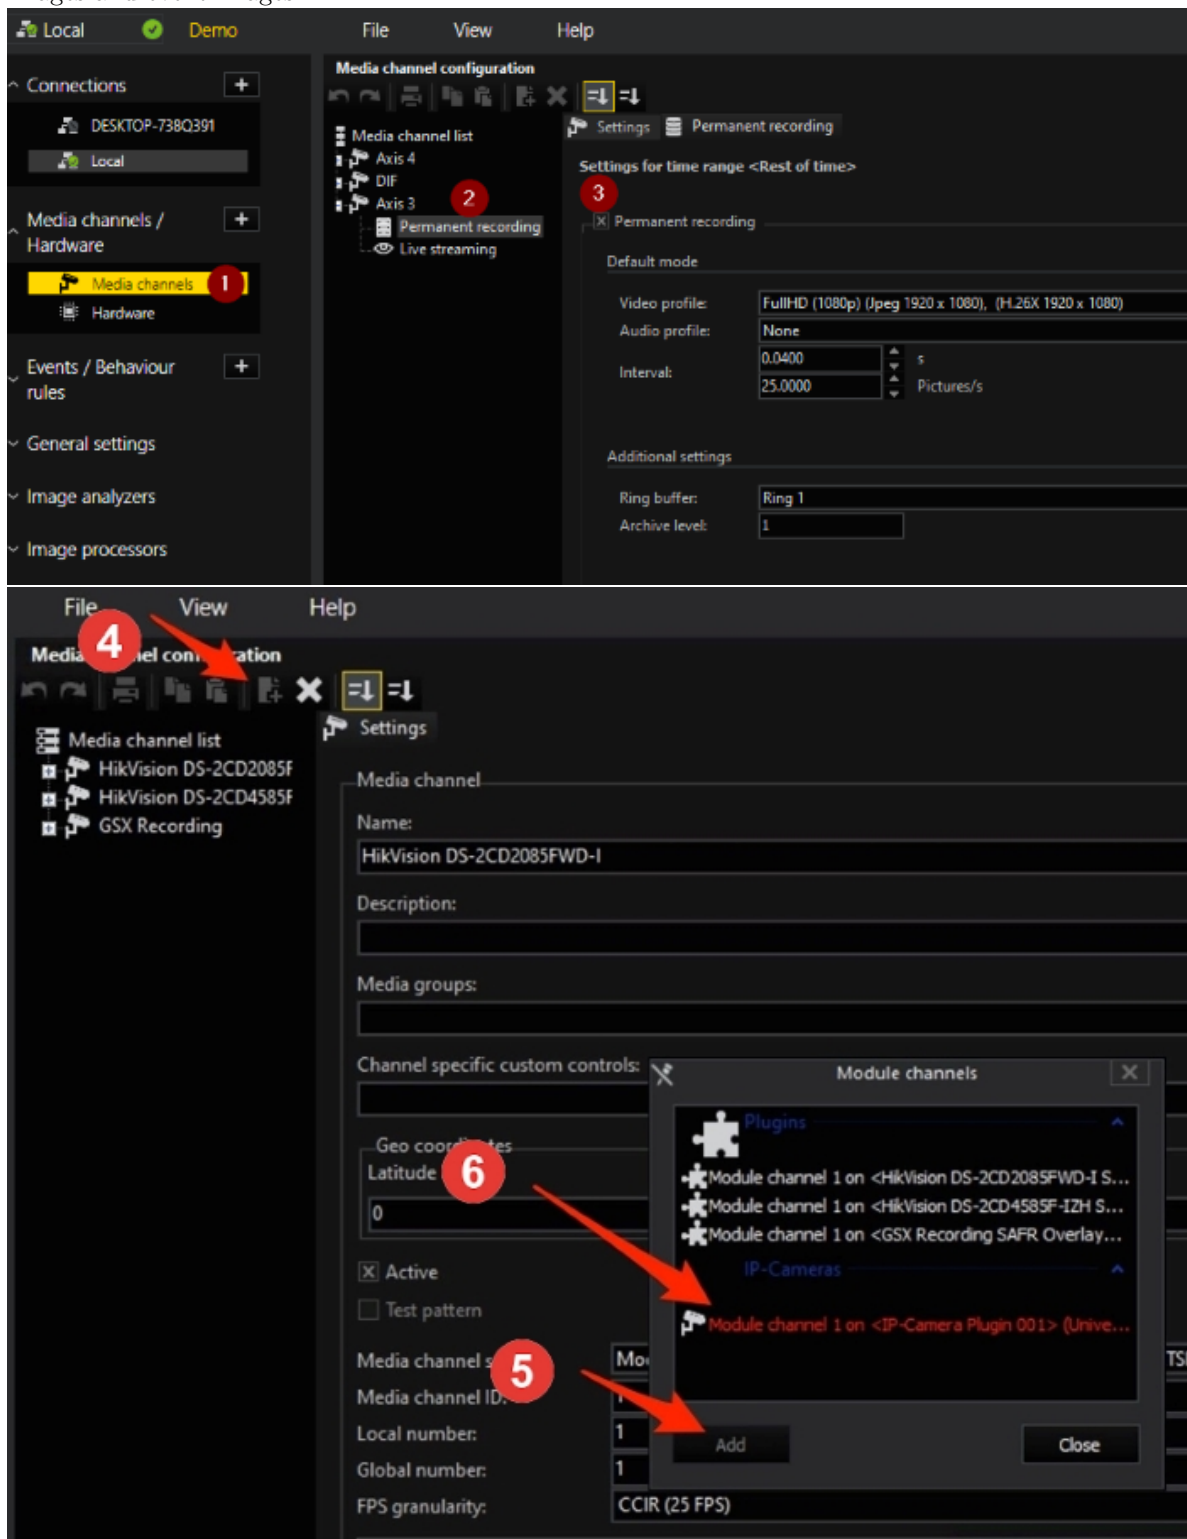 Local Demo File View Help
Connections +
DESKTOP-738Q391
Local
Media channels / +
Hardware
Media channels 1
Hardware
Events / Behaviour +
rules
General settings
Image analyzers
Image processors
Media channel configuration
Media channel list
Axis 4
DIF
Axis 3 2
Permanent recording
Live streaming
Settings Permanent recording
Settings for time range <Rest of time>
3
Permanent recording
Default mode
Video profile: FullHD (1080p) (Jpeg 1920 x 1080), (H.26X 1920 x 1080)
Audio profile: None
Interval: 0.0400 s
25.0000 Pictures/s
Additional settings
Ring buffer: Ring 1
Archive level: 1
File View Help
4
Media channel list
HikVision DS-2CD2085F
HikVision DS-2CD4585F
GSX Recording
Settings
Media channel
Name:
HikVision DS-2CD2085FWD-I
Description:
Media groups:
Channel specific custom controls:
Geo
Latitude 6
0
Active
Test pattern
Media channel 5
Media channel ID:
Local number: 1
Global number: 1
FPS granularity: CCIR (25 FPS)
Module channels
Plugins
Module channel 1 on <HikVision DS-2CD2085FWD-I S...
Module channel 1 on <HikVision DS-2CD4585F-IZH S...
Module channel 1 on <GSX Recording SAFR Overlay...
IP-Cameras
Module channel 1 on <IP-Camera Plugin 001> (Unive...
Add Close